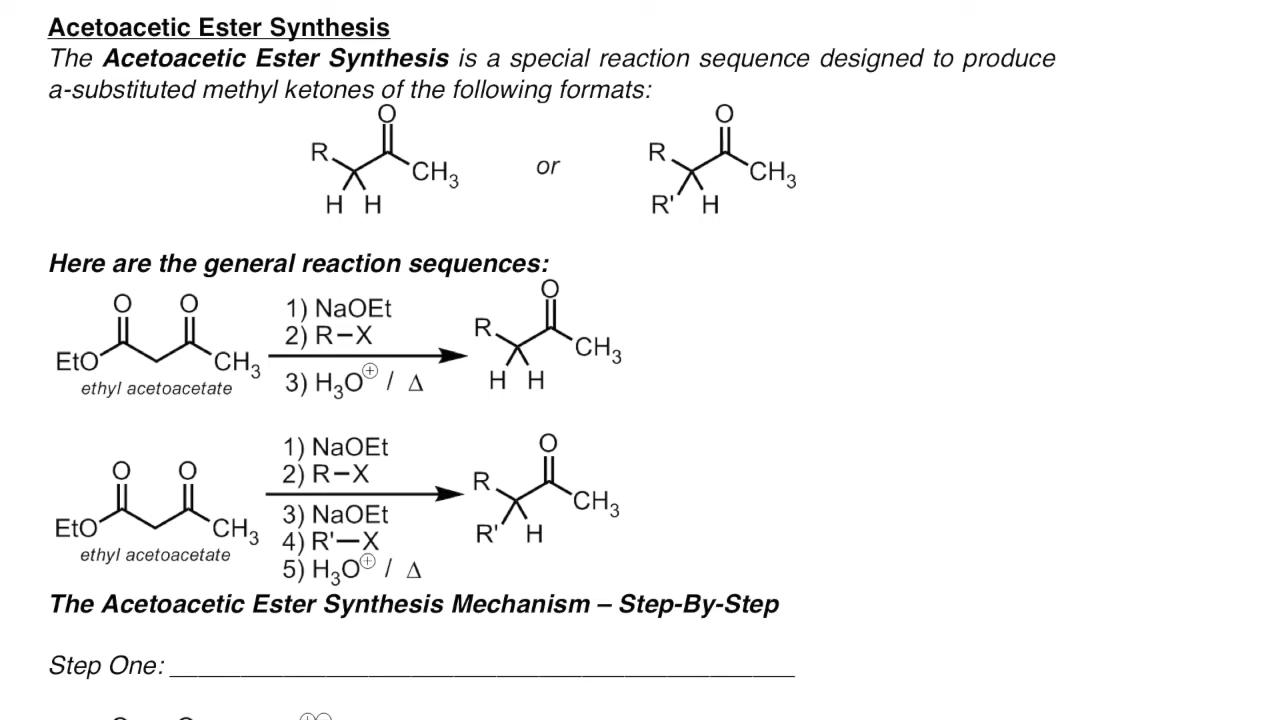 Acetoacetic Ester Synthesis
The Acetoacetic Ester Synthesis is a special reaction sequence designed to produce
a-substituted methyl ketones of the following formats:
O
R
CH3
H H
or
O
R
CH3
R' H
Here are the general reaction sequences:
O O
EtO CH3
ethyl acetoacetate
1) NaOEt
2) R–X
3) H3O⊕ / Δ
O
R
CH3
H H
O O
EtO CH3
ethyl acetoacetate
1) NaOEt
2) R–X
3) NaOEt
4) R'–X
5) H3O⊕ / Δ
O
R
CH3
R' H
The Acetoacetic Ester Synthesis Mechanism – Step-By-Step
Step One: ____________________________________________